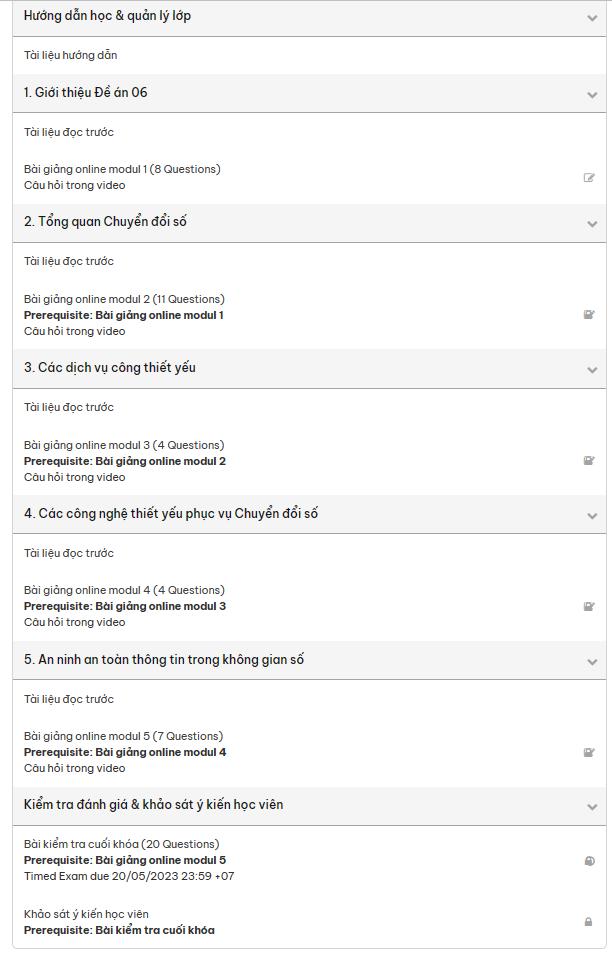 Hướng dẫn học & quản lý lớp
Tài liệu hướng dẫn
1. Giới thiệu Đề án 06
Tài liệu đọc trước
Bài giảng online modul 1 (8 Questions)
Câu hỏi trong video
2. Tổng quan Chuyển đổi số
Tài liệu đọc trước
Bài giảng online modul 2 (11 Questions)
Prerequisite: Bài giảng online modul 1
Câu hỏi trong video
3. Các dịch vụ công thiết yếu
Tài liệu đọc trước
Bài giảng online modul 3 (4 Questions)
Prerequisite: Bài giảng online modul 2
Câu hỏi trong video
4. Các công nghệ thiết yếu phục vụ Chuyển đổi số
Tài liệu đọc trước
Bài giảng online modul 4 (4 Questions)
Prerequisite: Bài giảng online modul 3
Câu hỏi trong video
5. An ninh an toàn thông tin trong không gian số
Tài liệu đọc trước
Bài giảng online modul 5 (7 Questions)
Prerequisite: Bài giảng online modul 4
Câu hỏi trong video
Kiểm tra đánh giá & khảo sát ý kiến học viên
Bài kiểm tra cuối khóa (20 Questions)
Prerequisite: Bài giảng online modul 5
Timed Exam due 20/05/2023 23:59 +07
Khảo sát ý kiến học viên
Prerequisite: Bài kiểm tra cuối khóa